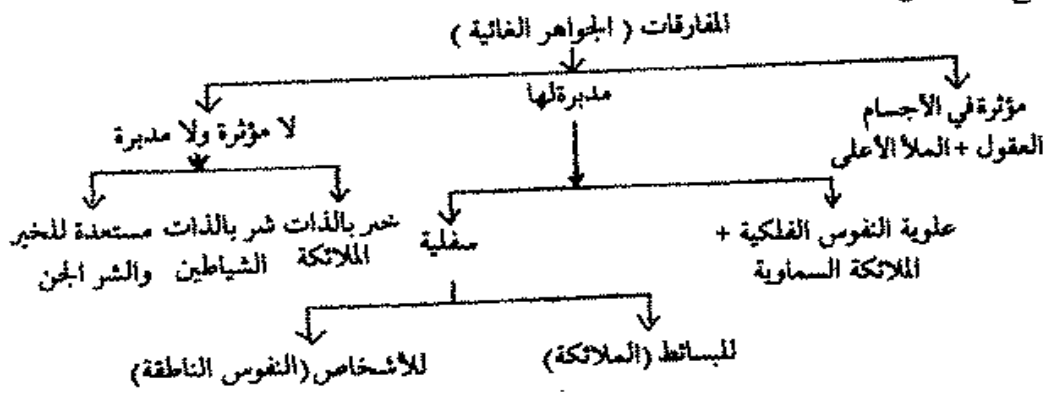 المفارقات ( الجواهر الغائية )
مؤثرة في الأجسام
العقول + الملأ الأعلى
مدبرة لها
لا مؤثرة ولا مدبرة
علوية النفوس الفلكية +
الملائكة السماوية
سفلية
خير بالذات شر بالذات مستعدة للخير
الملائكة الشياطين والشر الجن
للبسائط (الملائكة)
للأشخاص (النفوس الناطقة)